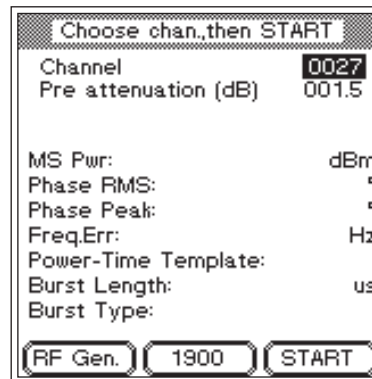 Choose chan.,then START
Channel 0027
Pre attenuation (dB) 001.5
MS Pwr: dBm
Phase RMS: °
Phase Peak: °
Freq.Err: Hz
Power-Time Template:
Burst Length: us
Burst Type:
RF Gen. 1900 START